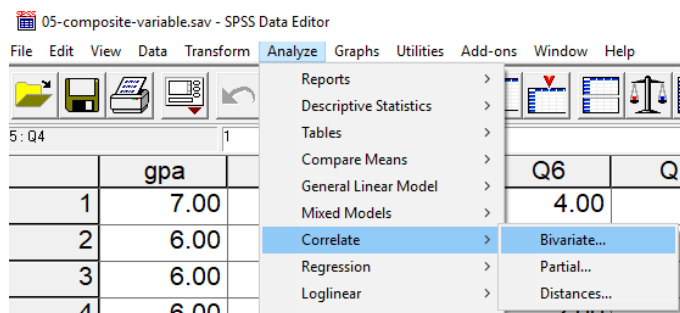 05-composite-variable.sav - SPSS Data Editor
File Edit View Data Transform Analyze Graphs Utilities Add-ons Window Help
5 : Q4 1
Reports
Descriptive Statistics
Tables
Compare Means
General Linear Model
Mixed Models
Correlate
Regression
Loglinear
Bivariate...
Partial...
Distances...
gpa Q6 Q
1 7.00 4.00
2 6.00
3 6.00
4 6.00